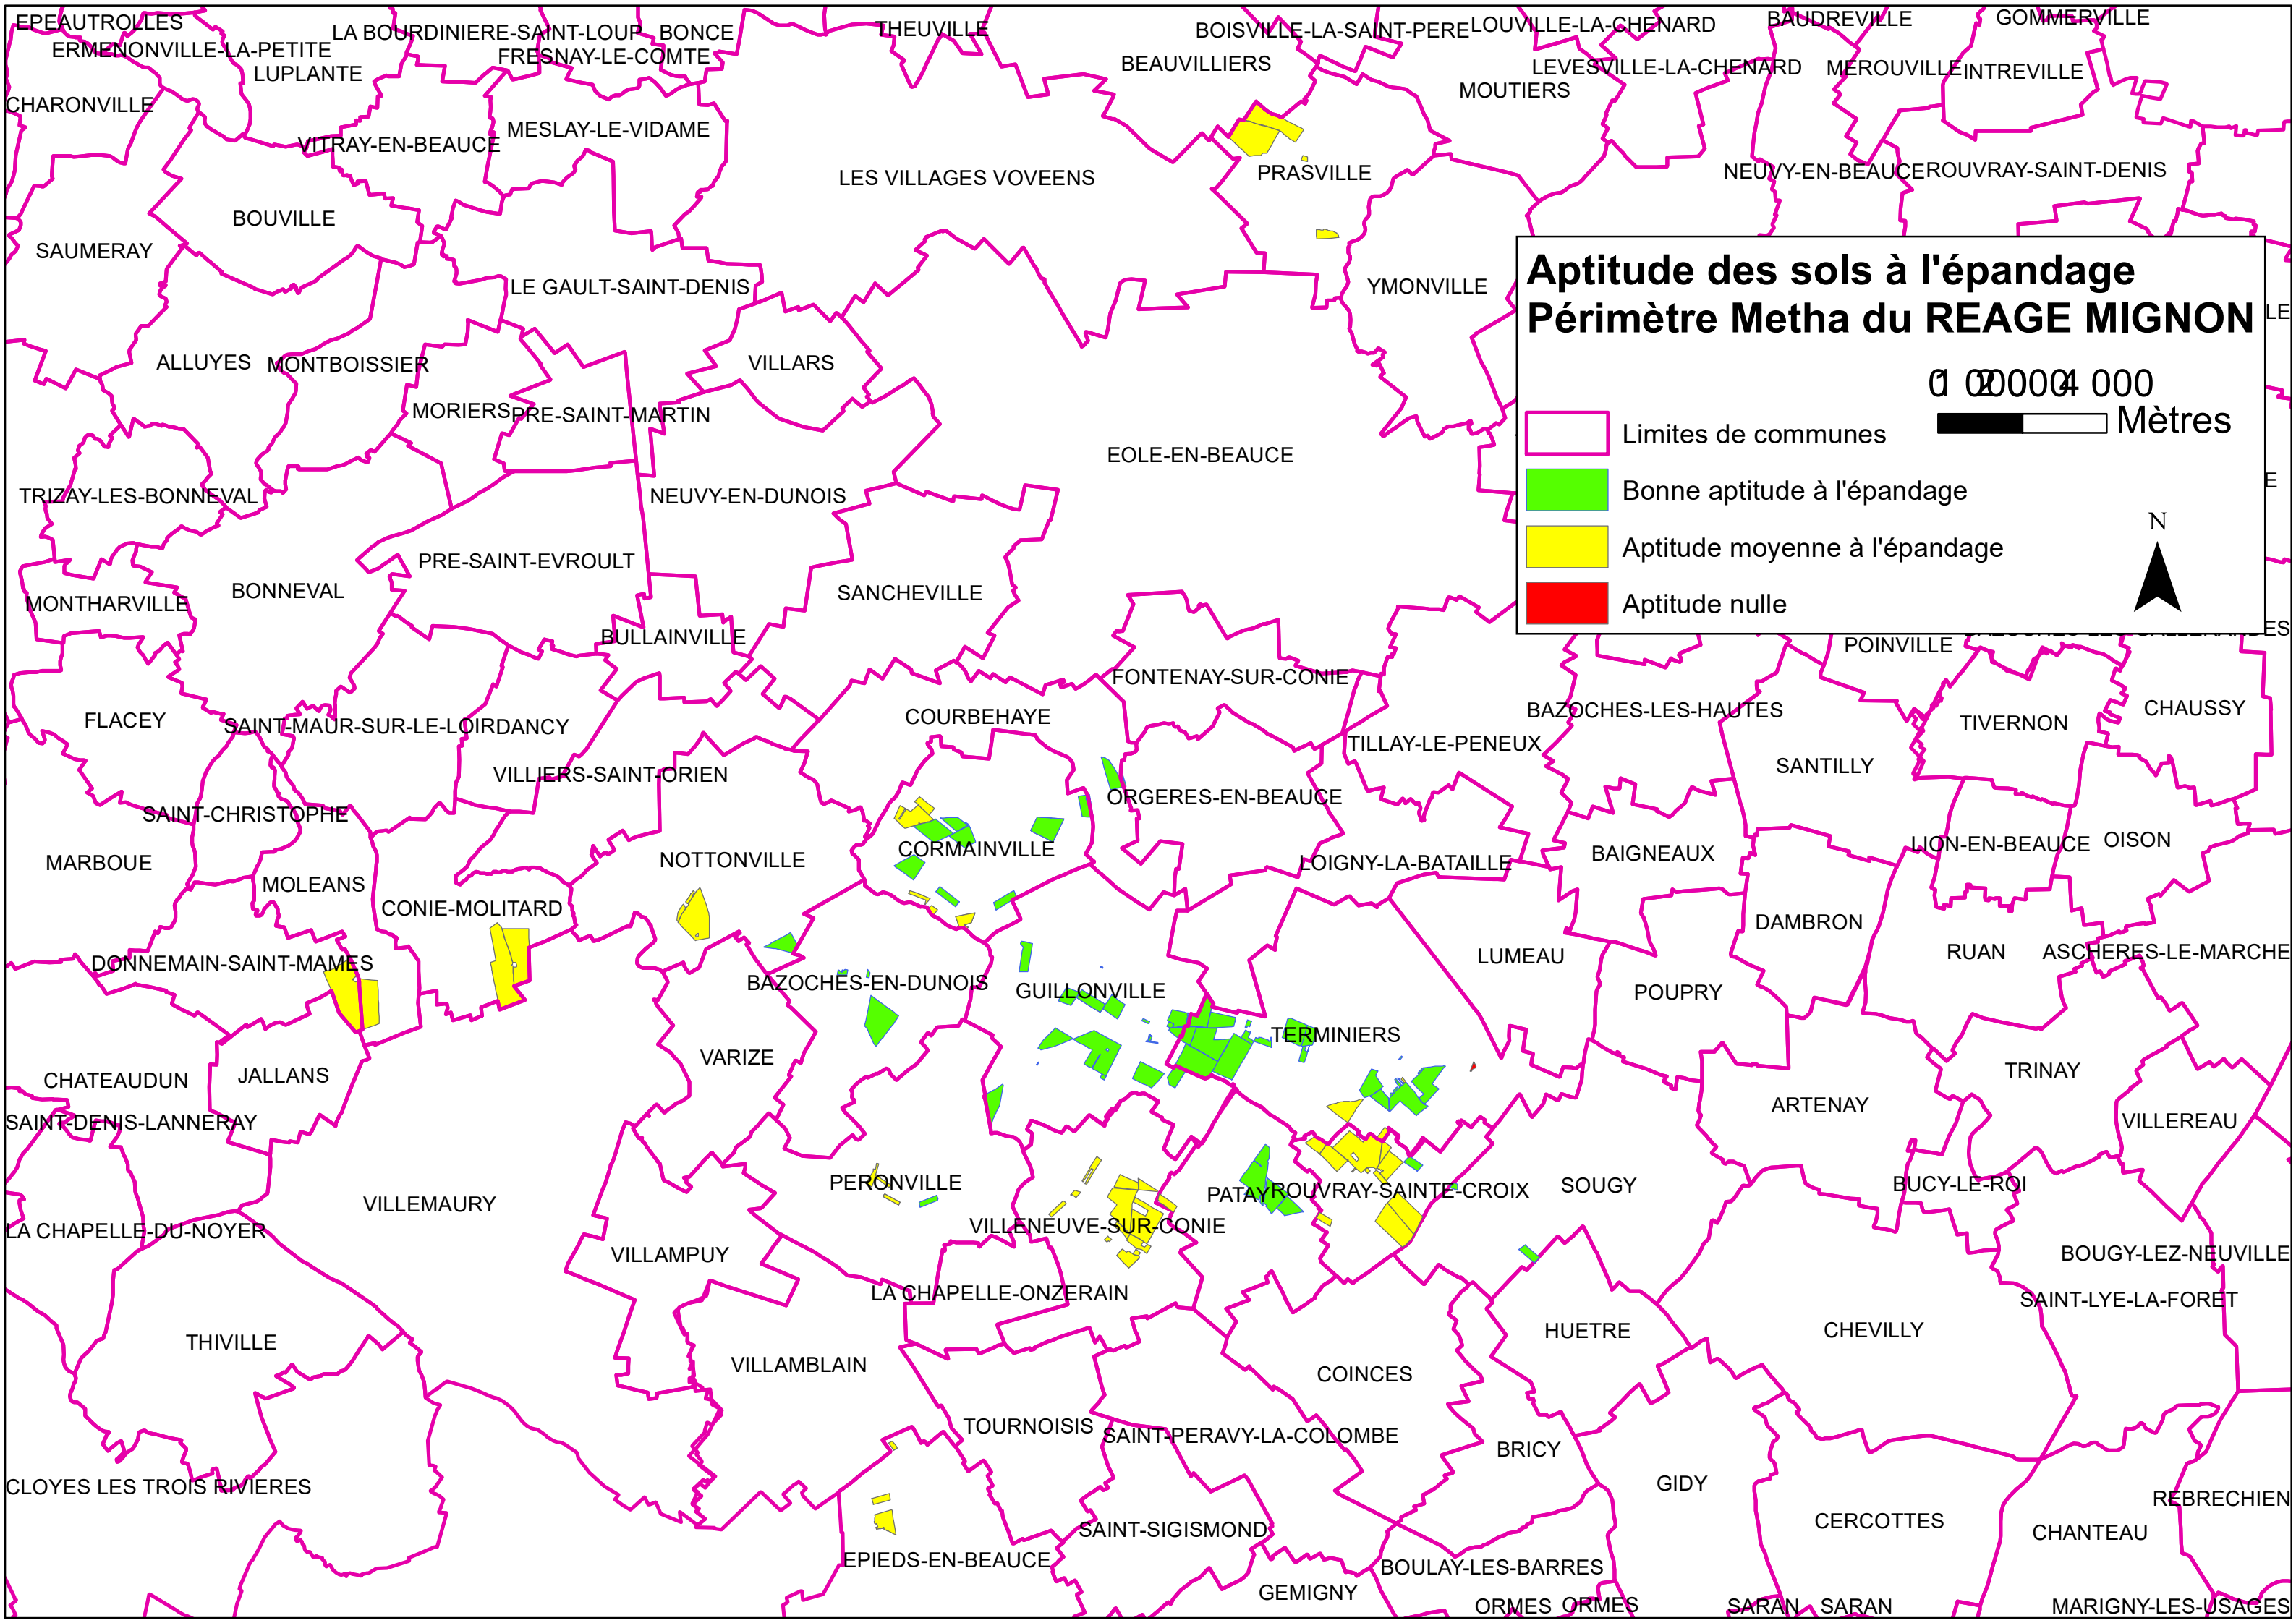 EPEAUTROLLES
LA BOURDINIERE-SAINT-LOUP
BONCE
THEUVILLE
BOISVILLE-LA-SAINT-PERE
LOUVILLE-LA-CHENARD
BAUDREVILLE
GOMMERVILLE
ERMENONVILLE-LA-PETITE
FRESNAY-LE-COMTE
LUPLANTE
BEAUVILLIERS
LEVESVILLE-LA-CHENARD
MEROUVILLE
INTREVILLE
CHARONVILLE
MOUTIERS
VITRAY-EN-BEAUCE
MESLAY-LE-VIDAME
LES VILLAGES VOVEENS
PRASVILLE
NEUVY-EN-BEAUCE
ROUVRAY-SAINT-DENIS
BOUVILLE
SAUMERAY
LE GAULT-SAINT-DENIS
YMONVILLE
Aptitude des sols à l'épandage
Périmètre Metha du REAGE MIGNON
LE
ALLUYES
MONTBOISSIER
VILLARS
0 1 000 2 000 4 000
Mètres
MORIERS
PRE-SAINT-MARTIN
Limites de communes
EOLE-EN-BEAUCE
TRIZAY-LES-BONNEVAL
NEUVY-EN-DUNOIS
Bonne aptitude à l'épandage
E
N
Aptitude moyenne à l'épandage
PRE-SAINT-EVROULT
BONNEVAL
SANCHEVILLE
MONTHARVILLE
Aptitude nulle
BULLAINVILLE
ES
POINVILLE
FONTENAY-SUR-CONIE
FLACEY
SAINT-MAUR-SUR-LE-LOIR
DANCY
COURBEHAYE
BAZOCHES-LES-HAUTES
TIVERNON
CHAUSSY
TILLAY-LE-PENEUX
VILLIERS-SAINT-ORIEN
SANTILLY
ORGERES-EN-BEAUCE
SAINT-CHRISTOPHE
MARBOUE
NOTTONVILLE
CORMAINVILLE
LOIGNY-LA-BATAILLE
BAIGNEAUX
LION-EN-BEAUCE
OISON
MOLEANS
CONIE-MOLITARD
DAMBRON
DONNEMAIN-SAINT-MAMES
BAZOCHES-EN-DUNOIS
GUILLONVILLE
LUMEAU
RUAN
ASCHERES-LE-MARCHE
POUPRY
TERMINIERS
VARIZE
CHATEAUDUN
JALLANS
TRINAY
SAINT-DENIS-LANNERAY
ARTENAY
VILLEREAU
PERONVILLE
PATAY
ROUVRAY-SAINTE-CROIX
SOUGY
BUCY-LE-ROI
VILLEMAURY
LA CHAPELLE-DU-NOYER
VILLENEUVE-SUR-CONIE
VILLAMPUY
BOUGY-LEZ-NEUVILLE
LA CHAPELLE-ONZERAIN
SAINT-LYE-LA-FORET
THIVILLE
HUETRE
CHEVILLY
VILLAMBLAIN
COINCES
TOURNOISIS
SAINT-PERAVY-LA-COLOMBE
BRICY
CLOYES LES TROIS RIVIERES
GIDY
REBRECHIEN
SAINT-SIGISMOND
CERCOTTES
CHANTEAU
EPIEDS-EN-BEAUCE
BOULAY-LES-BARRES
GEMIGNY
ORMES
ORMES
SARAN
SARAN
MARIGNY-LES-USAGES